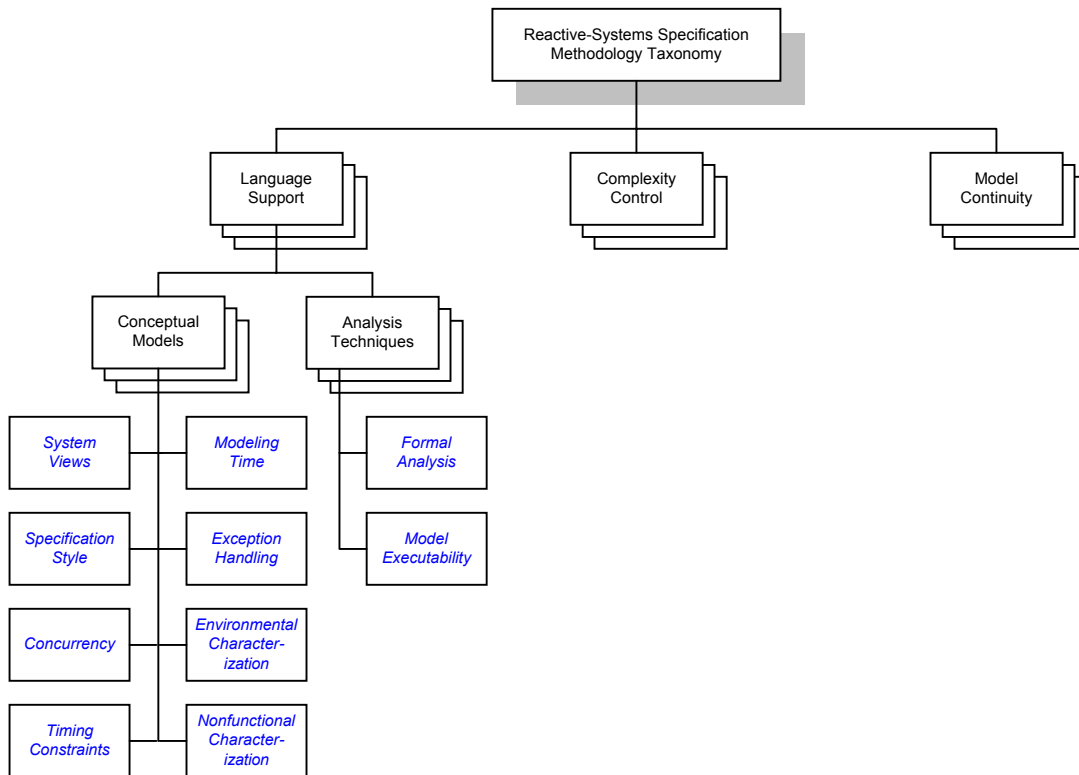 Reactive-Systems Specification
Methodology Taxonomy
Language
Support
Complexity
Control
Model
Continuity
Conceptual
Models
Analysis
Techniques
System
Views
Modeling
Time
Formal
Analysis
Specification
Style
Exception
Handling
Model
Executability
Concurrency
Environmental
Character-
ization
Timing
Constraints
Nonfunctional
Character-
ization